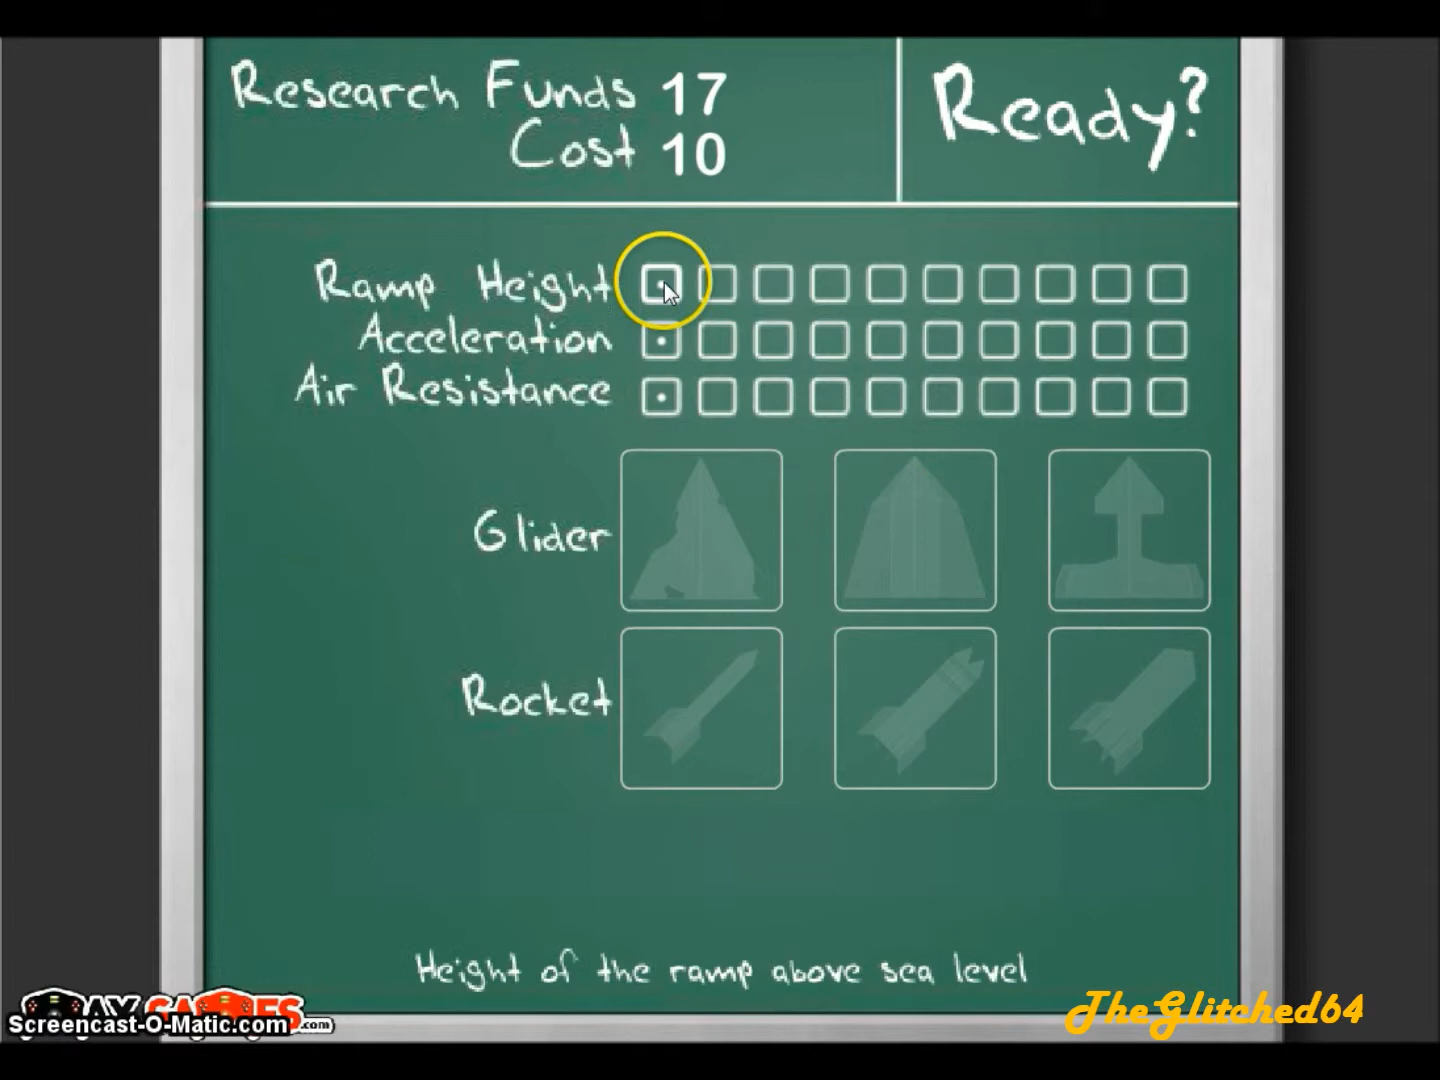 Research Funds 17
Cost 10
Ready?
Ramp Height
Acceleration
Air Resistance
Glider
Rocket
Height of the ramp above sea level
Screencast-O-Matic.com
.com
TheGlitched64